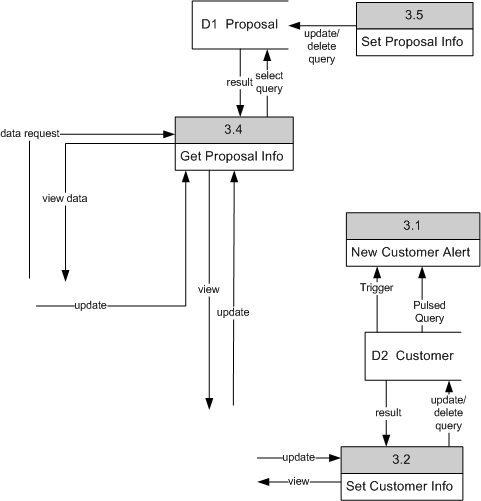 D1 Proposal
3.5
Set Proposal Info
update/
delete
query
result
select
query
data request
3.4
Get Proposal Info
view data
update
view
update
3.1
New Customer Alert
Trigger
Pulsed
Query
D2 Customer
result
update/
delete
query
update
view
3.2
Set Customer Info